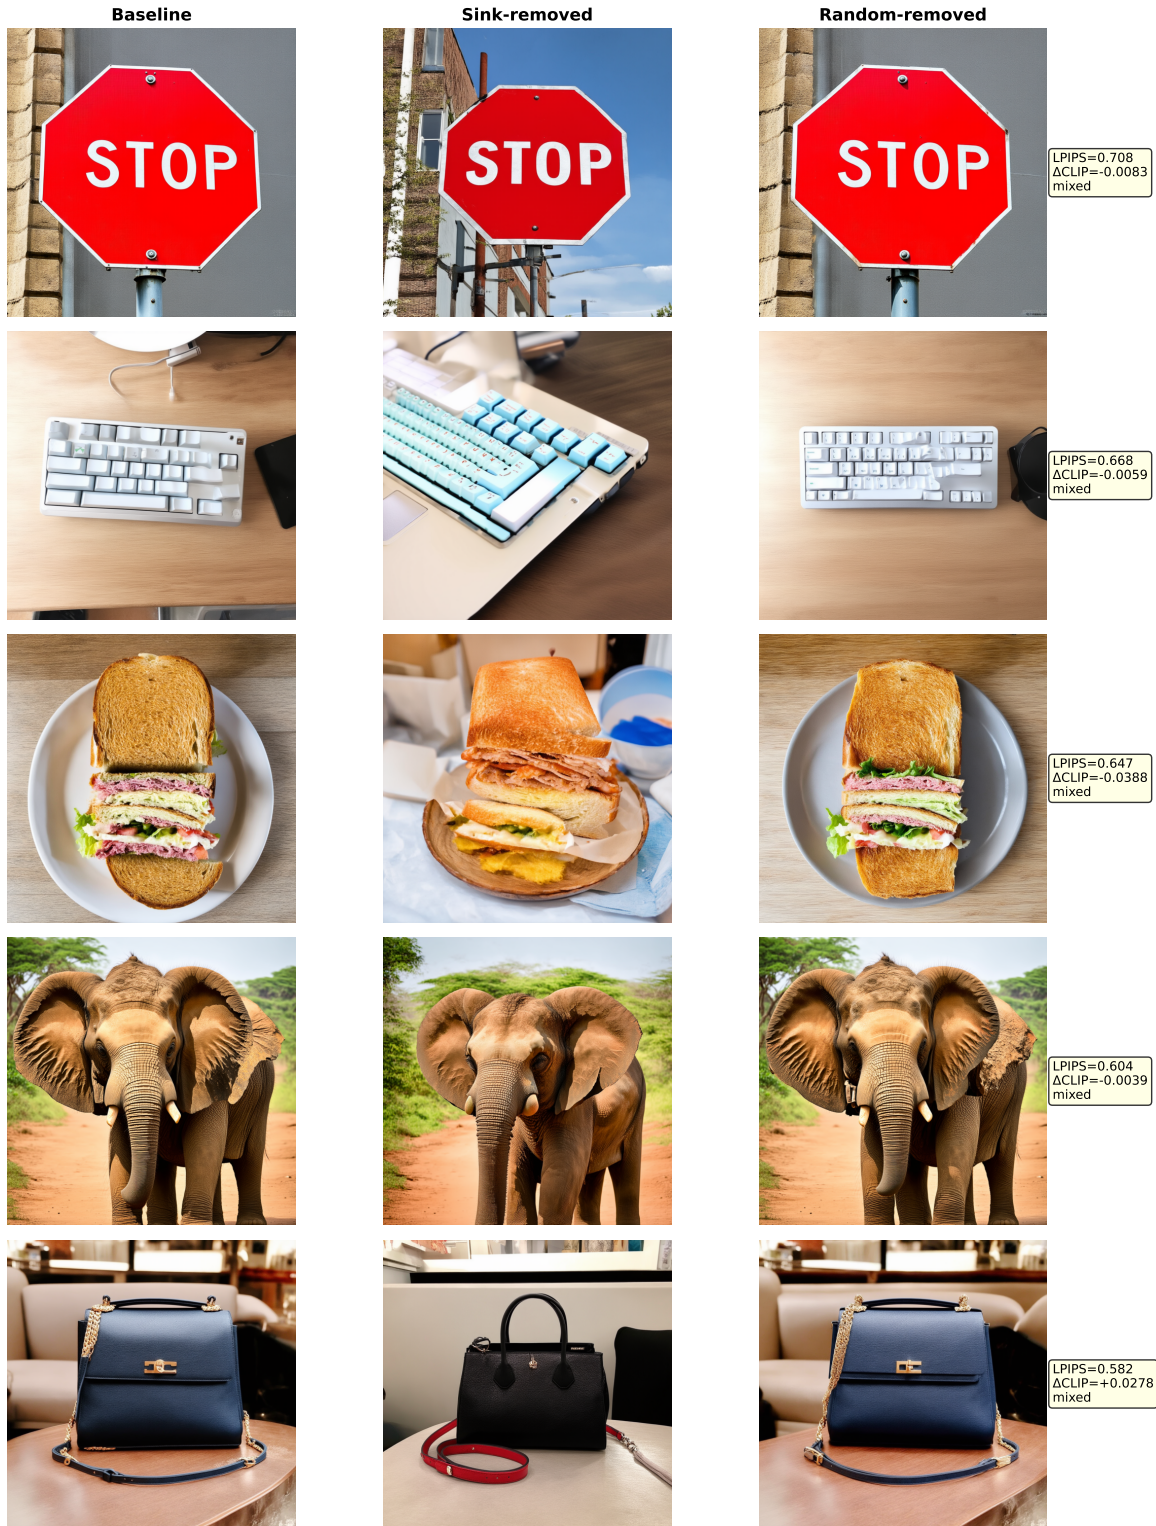 Baseline
Sink-removed
Random-removed
STOP
STOP
STOP
LPIPS=0.708
ΔCLIP=-0.0083
mixed
LPIPS=0.668
ΔCLIP=-0.0059
mixed
LPIPS=0.647
ΔCLIP=-0.0388
mixed
LPIPS=0.604
ΔCLIP=-0.0039
mixed
LPIPS=0.582
ΔCLIP=+0.0278
mixed